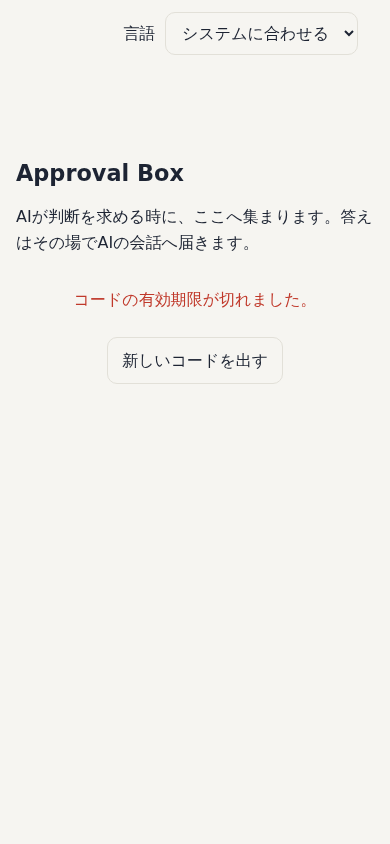 言語 システムに合わせる
Approval Box
AIが判断を求める時に、ここへ集まります。答え
はその場でAIの会話へ届きます。
コードの有効期限が切れました。
新しいコードを出す